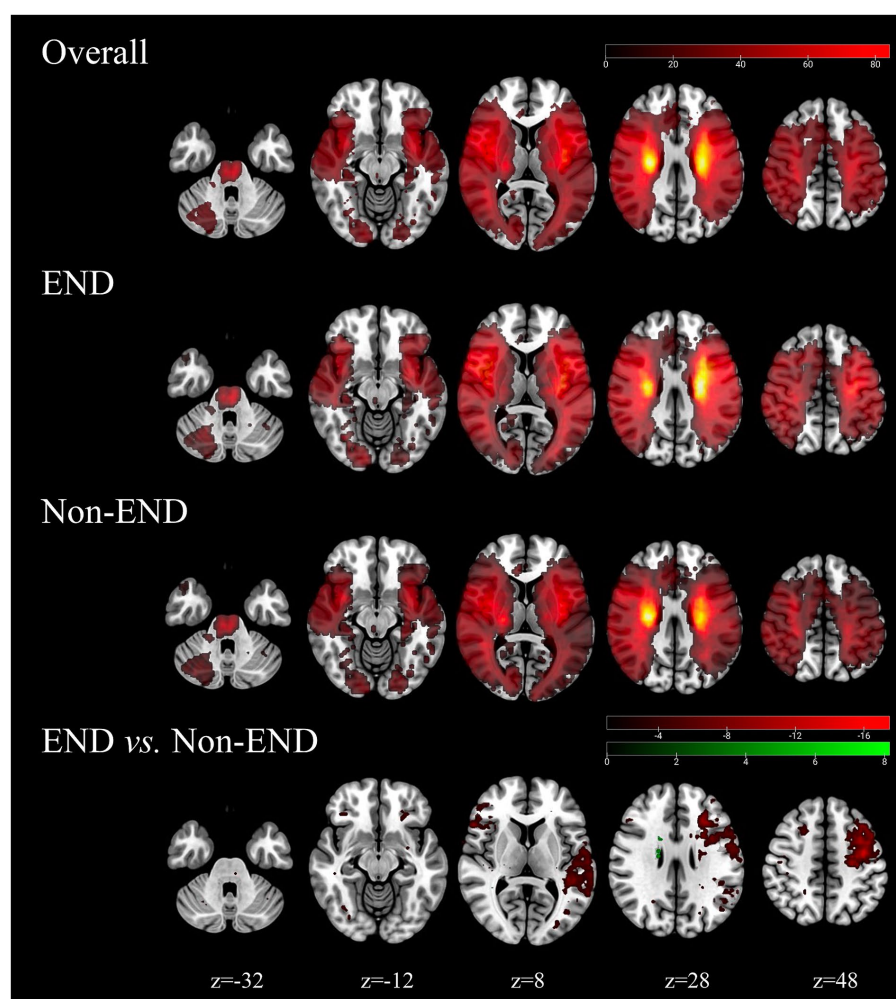 Overall
0 20 40 60 80
END
Non-END
-4 -8 -12 -16
END vs. Non-END
0 2 4 6 8
z=-32 z=-12 z=8 z=28 z=48